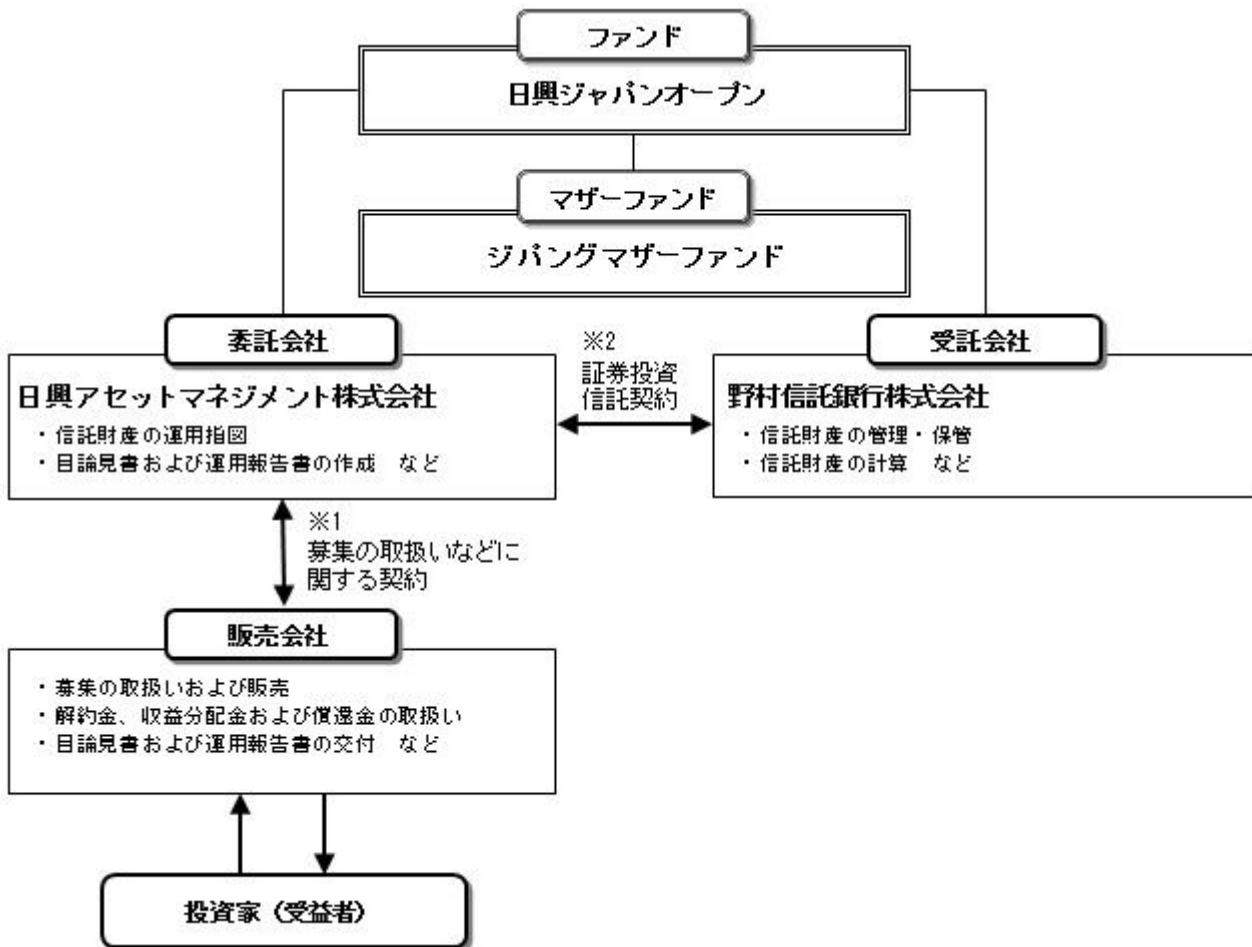 ファンド
日興ジャパンオープン
マザーファンド
ジパングマザーファンド
委託会社
日興アセットマネジメント株式会社
・信託財産の運用指図
・目論見書および運用報告書の作成　など
※2
証券投資
信託契約
受託会社
野村信託銀行株式会社
・信託財産の管理・保管
・信託財産の計算　など
※1
募集の取扱いなどに
関する契約
販売会社
・募集の取扱いおよび販売
・解約金、収益分配金および償還金の取扱い
・目論見書および運用報告書の交付　など
投資家（受益者）